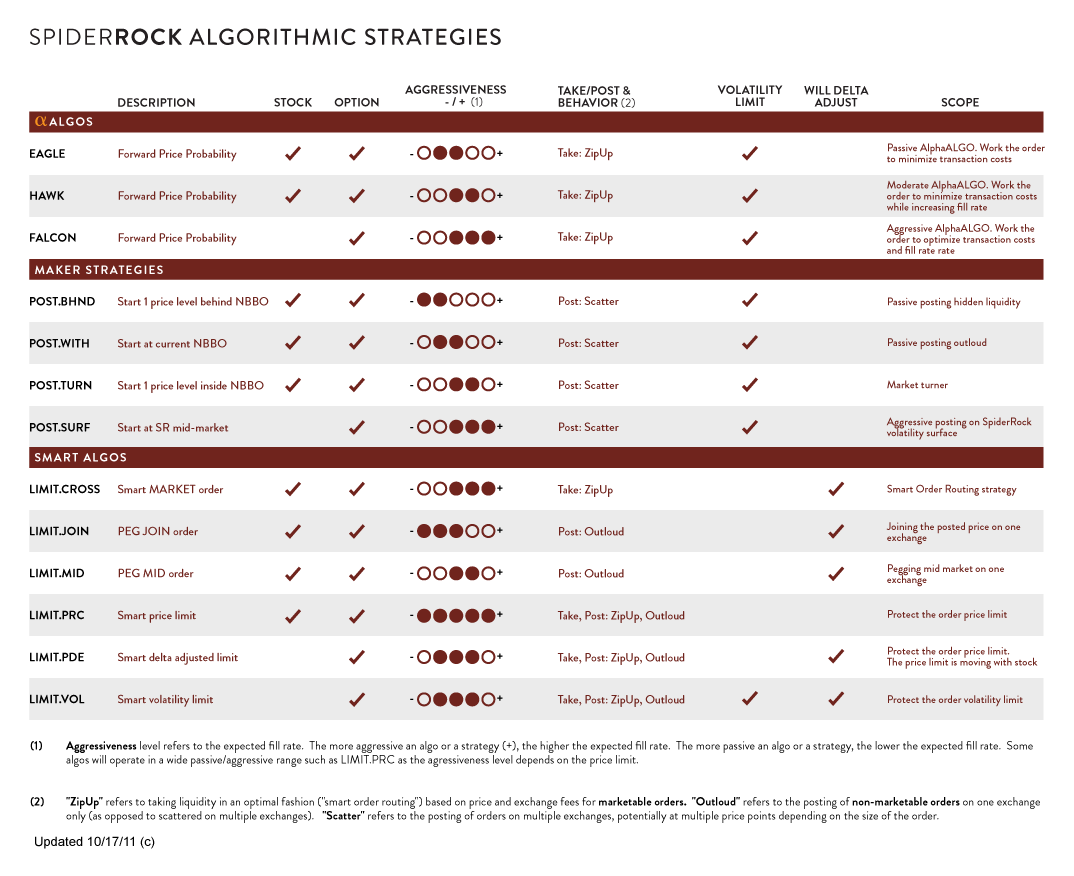 SPIDERROCK ALGORITHMIC STRATEGIES
DESCRIPTION STOCK OPTION AGGRESSIVENESS - / + (1) TAKE/POST & BEHAVIOR (2) VOLATILITY LIMIT WILL DELTA ADJUST SCOPE
α ALGOS
EAGLE Forward Price Probability - + Take: ZipUp Passive AlphaALGO. Work the order
to minimize transaction costs
HAWK Forward Price Probability - + Take: ZipUp Moderate AlphaALGO. Work the
order to minimize transaction costs
while increasing fill rate
FALCON Forward Price Probability - + Take: ZipUp Aggressive AlphaALGO. Work the
order to optimize transaction costs
and fill rate rate
MAKER STRATEGIES
POST.BHND Start 1 price level behind NBBO - + Post: Scatter Passive posting hidden liquidity
POST.WITH Start at current NBBO - + Post: Scatter Passive posting outloud
POST.TURN Start 1 price level inside NBBO - + Post: Scatter Market turner
POST.SURF Start at SR mid-market - + Post: Scatter Aggressive posting on SpiderRock
volatility surface
SMART ALGOS
LIMIT.CROSS Smart MARKET order - + Take: ZipUp Smart Order Routing strategy
LIMIT.JOIN PEG JOIN order - + Post: Outloud Joining the posted price on one
exchange
LIMIT.MID PEG MID order - + Post: Outloud Pegging mid market on one
exchange
LIMIT.PRC Smart price limit - + Take, Post: ZipUp, Outloud Protect the order price limit
LIMIT.PDE Smart delta adjusted limit - + Take, Post: ZipUp, Outloud Protect the order price limit.
The price limit is moving with stock
LIMIT.VOL Smart volatility limit - + Take, Post: ZipUp, Outloud Protect the order volatility limit
(1) Aggressiveness level refers to the expected fill rate. The more aggressive an algo or a strategy (+), the higher the expected fill rate. The more passive an algo or a strategy, the lower the expected fill rate. Some
algos will operate in a wide passive/aggressive range such as LIMIT.PRC as the agressiveness level depends on the price limit.
(2) "ZipUp" refers to taking liquidity in an optimal fashion ("smart order routing") based on price and exchange fees for marketable orders. "Outloud" refers to the posting of non-marketable orders on one exchange
only (as opposed to scattered on multiple exchanges). "Scatter" refers to the posting of orders on multiple exchanges, potentially at multiple price points depending on the size of the order.
Updated 10/17/11 (c)